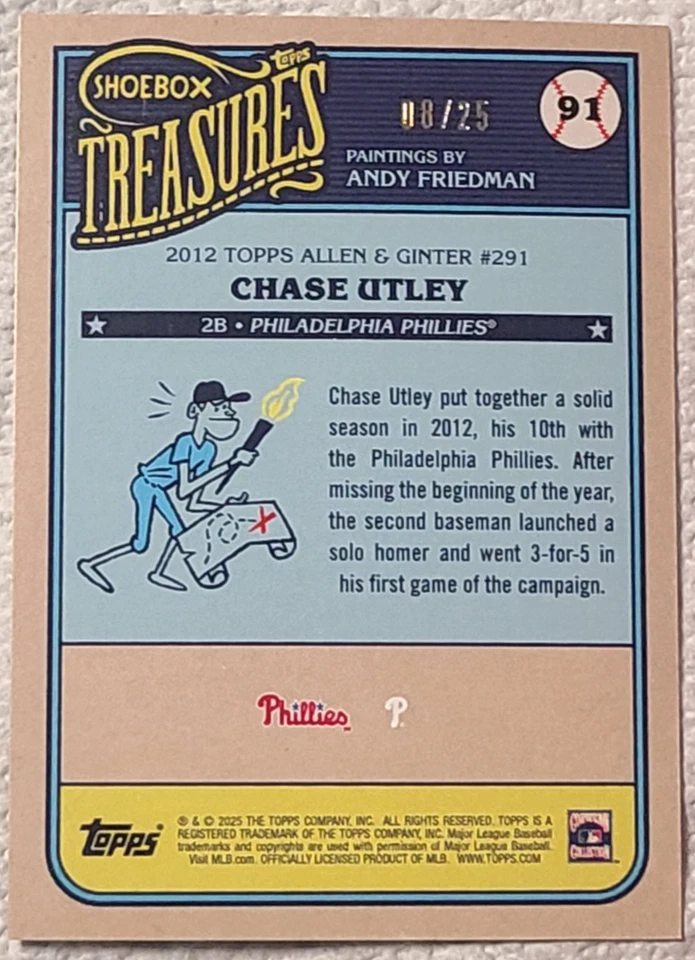 topps
SHOEBOX
TREASURES
08/25
91
PAINTINGS BY
ANDY FRIEDMAN
2012 TOPPS ALLEN & GINTER #291
CHASE UTLEY
2B • PHILADELPHIA PHILLIES®
Chase Utley put together a solid
season in 2012, his 10th with
the Philadelphia Phillies. After
missing the beginning of the year,
the second baseman launched a
solo homer and went 3-for-5 in
his first game of the campaign.
Phillies P
topps
® & © 2025 THE TOPPS COMPANY, INC. ALL RIGHTS RESERVED. TOPPS IS A
REGISTERED TRADEMARK OF THE TOPPS COMPANY, INC. Major League Baseball
trademarks and copyrights are used with permission of Major League Baseball.
Visit MLB.com. OFFICIALLY LICENSED PRODUCT OF MLB. WWW.TOPPS.COM